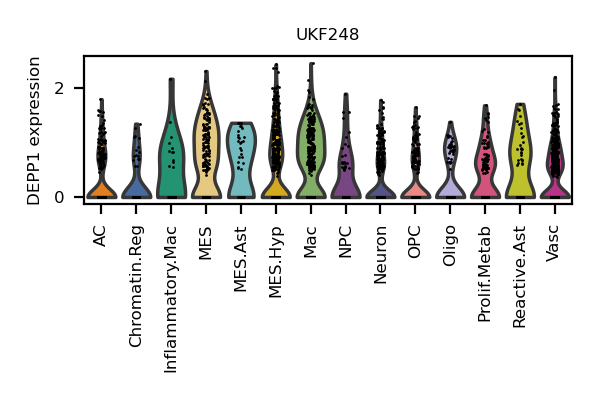 UKF248
DEPP1 expression
2
0
AC
Chromatin.Reg
Inflammatory.Mac
MES
MES.Ast
MES.Hyp
Mac
NPC
Neuron
OPC
Oligo
Prolif.Metab
Reactive.Ast
Vasc